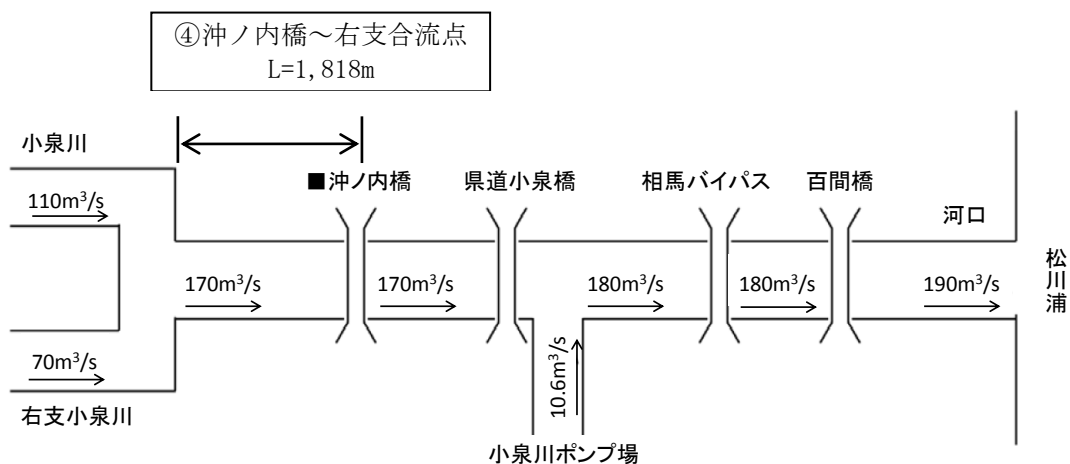 ④沖ノ内橋～右支合流点
L=1,818m
小泉川
■沖ノ内橋
県道小泉橋
相馬バイパス
百間橋
110m³/s
河口
170m³/s
170m³/s
180m³/s
180m³/s
190m³/s
松川浦
70m³/s
10.6m³/s
右支小泉川
小泉川ポンプ場